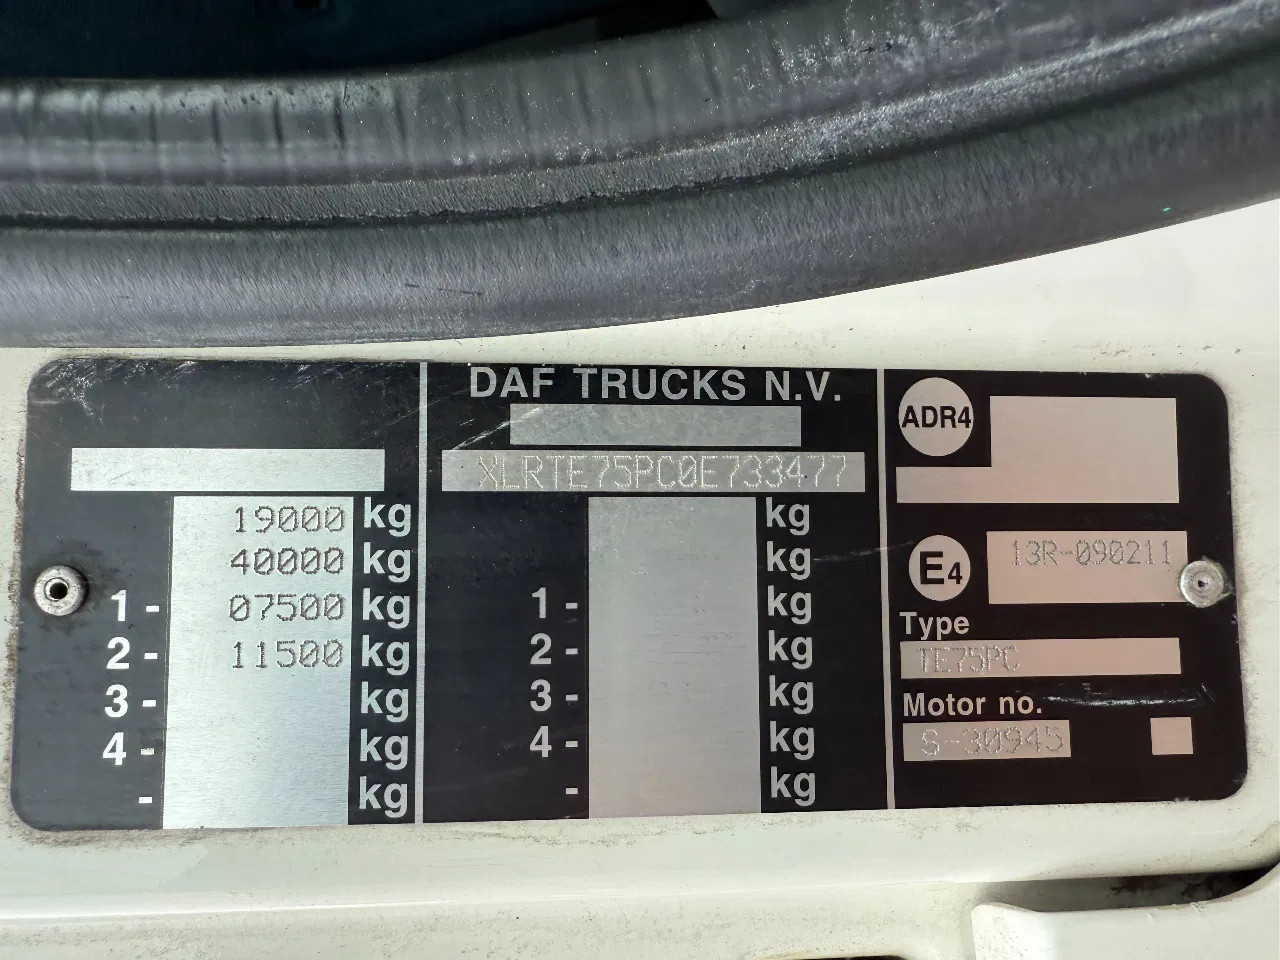 DAF TRUCKS N.V.
XLRTE75PC0E733477
19000 kg
40000 kg
1- 07500 kg
2- 11500 kg
3- kg
4- kg
- kg
kg
kg
1- kg
2- kg
3- kg
4- kg
- kg
ADR4
E4 13R-090211
Type
TE75PC
Motor no.
S-30945